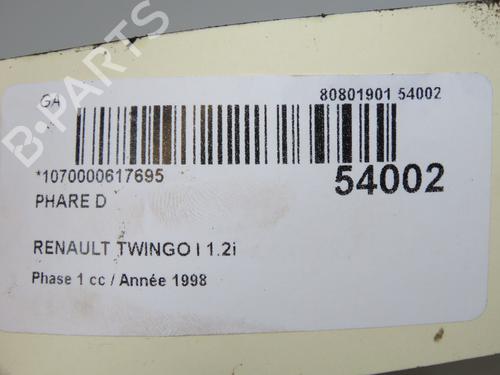 GA
80801901 54002
*1070000617695
54002
PHARE D
RENAULT TWINGO I 1.2i
Phase 1 cc / Année 1998
B-PARTS